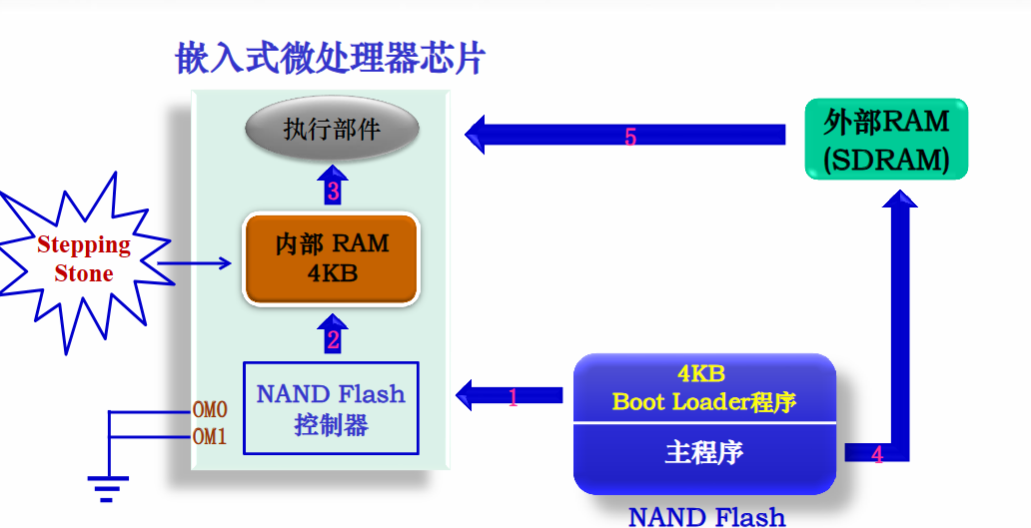 嵌入式微处理器芯片
执行部件
5
外部RAM
(SDRAM)
3
Stepping
Stone
内部 RAM
4KB
2
NAND Flash
控制器
OM0
OM1
1
4KB
Boot Loader程序
主程序
4
NAND Flash